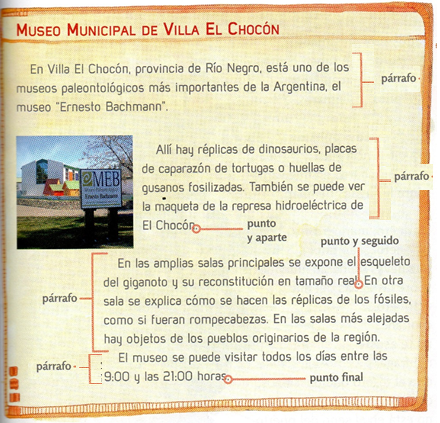 MUSEO MUNICIPAL DE VILLA EL CHOCÓN
En Villa El Chocón, provincia de Río Negro, está uno de los
museos paleontológicos más importantes de la Argentina, el
museo "Ernesto Bachmann".
párrafo
Allí hay réplicas de dinosaurios, placas
de caparazón de tortugas o huellas de
gusanos fosilizadas. También se puede ver
la maqueta de la represa hidroeléctrica de
El Chocón.
párrafo
MEB
Ernesto Bachmann
punto
y aparte
punto y seguido
En las amplias salas principales se expone el esqueleto
del giganoto y su reconstitución en tamaño real. En otra
sala se explica cómo se hacen las réplicas de los fósiles,
como si fueran rompecabezas. En las salas más alejadas
hay objetos de los pueblos originarios de la región.
párrafo
El museo se puede visitar todos los días entre las
9:00 y las 21:00 horas.
párrafo
punto final